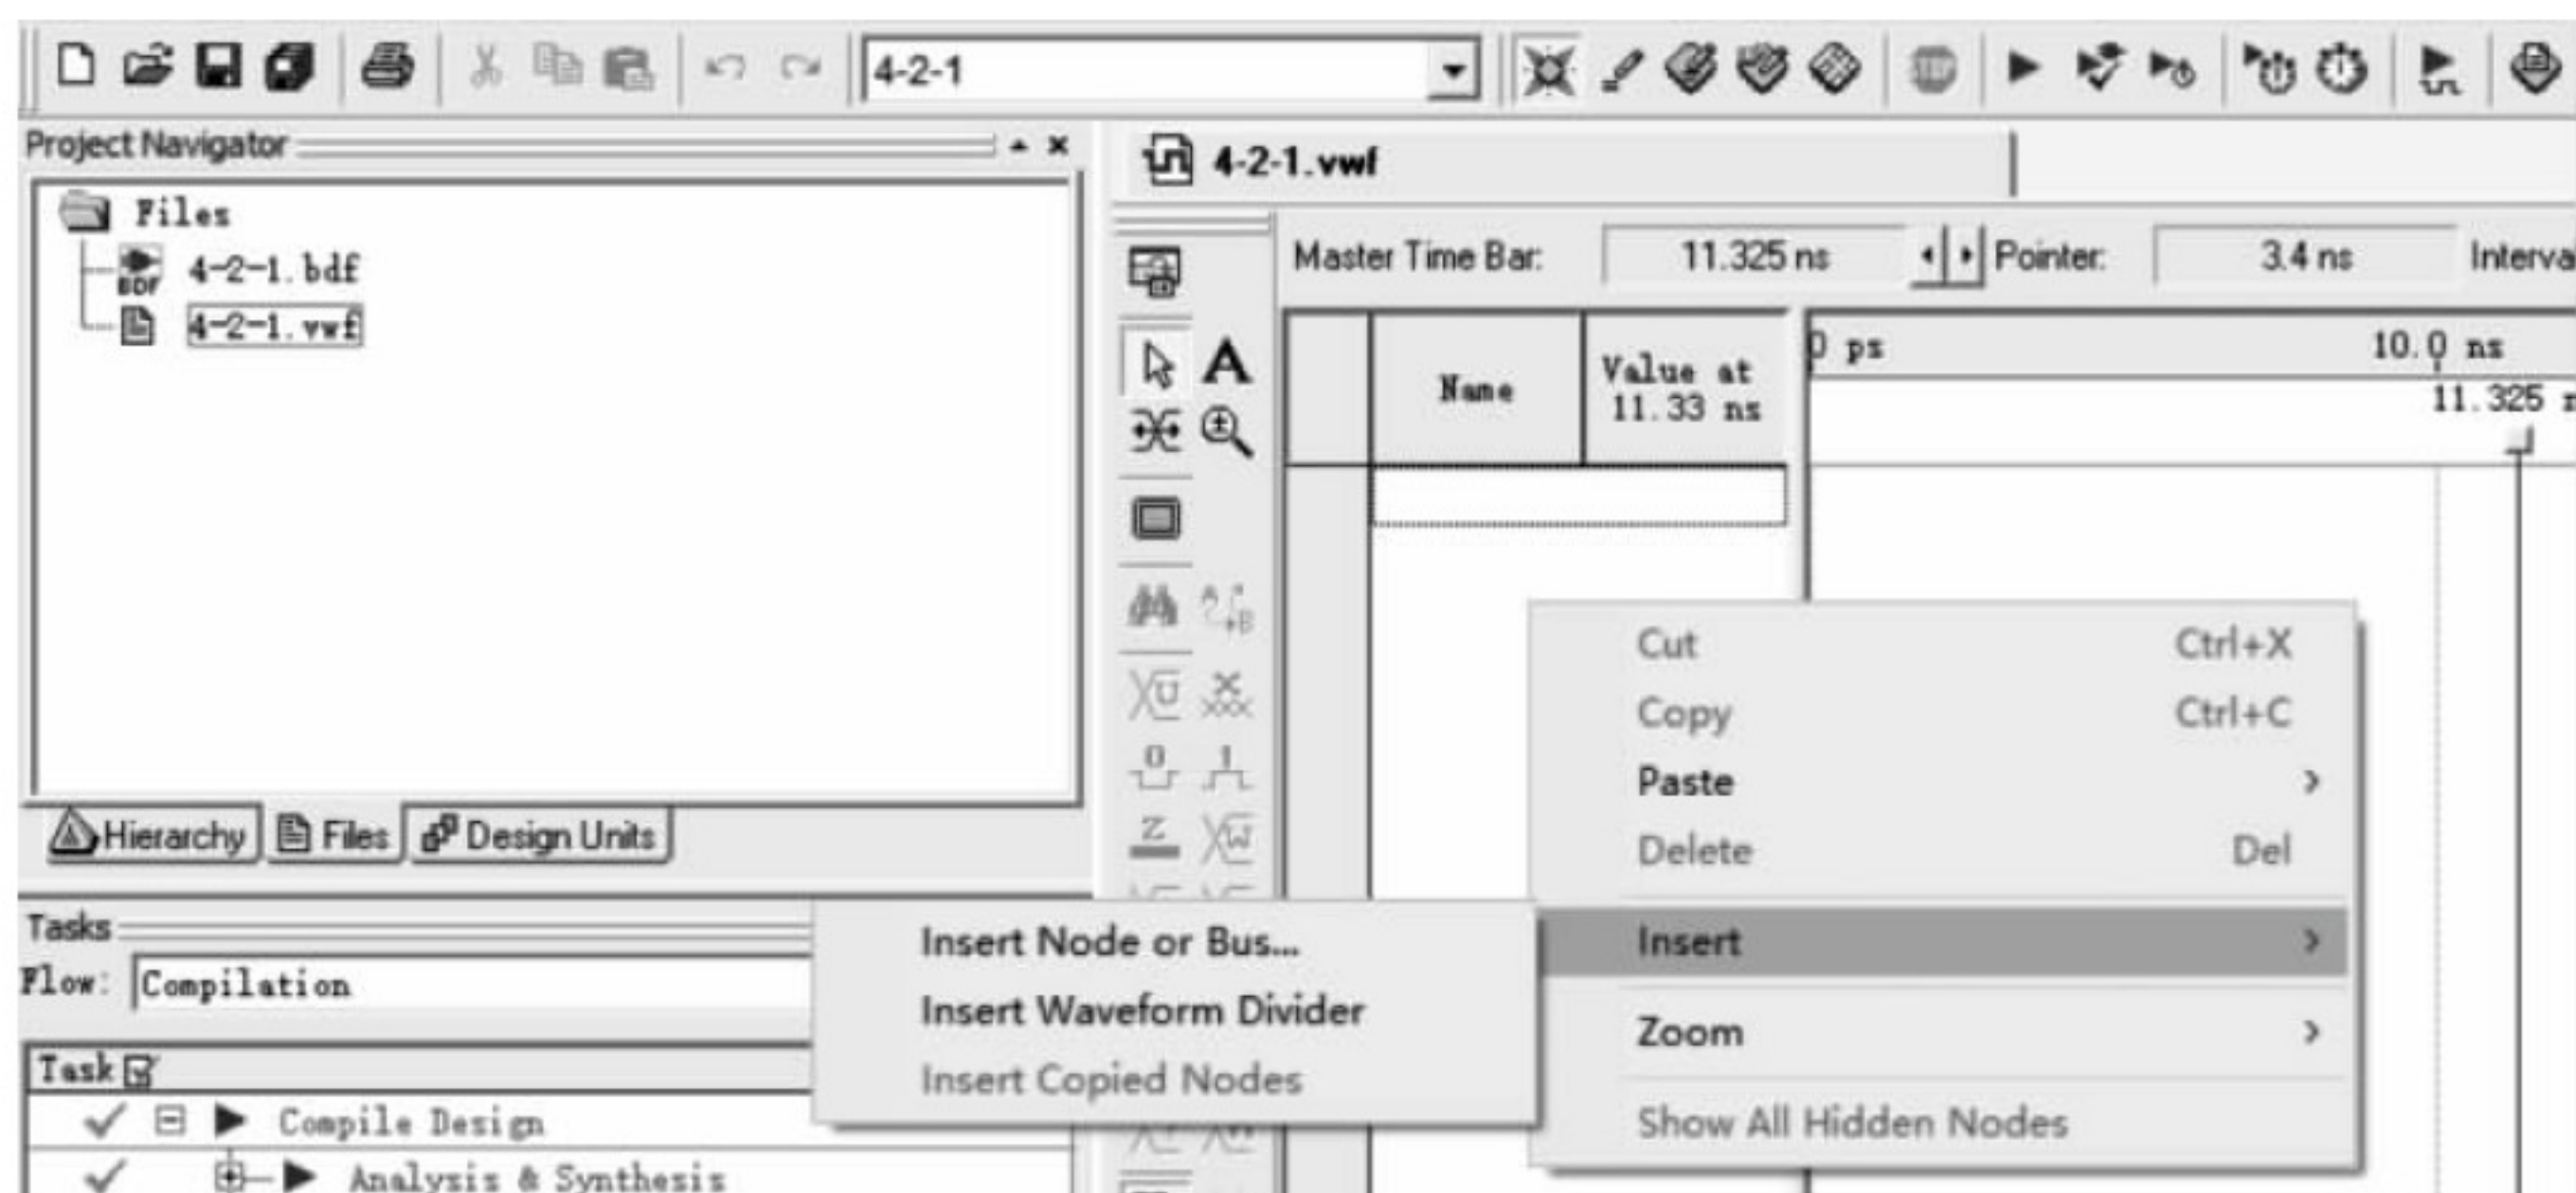 4-2-1
Project Navigator
Files
4-2-1.bdf
4-2-1.vwf
Hierarchy
Files
Design Units
Tasks
Flow: Compilation
Task
Compile Design
Analysis & Synthesis
4-2-1.vwf
Master Time Bar: 11.325 ns Pointer: 3.4 ns
Name
Value at
11.33 ns
0 ps 10.0 ns
11.325
Cut Ctrl+X
Copy Ctrl+C
Paste
Delete Del
Insert
Zoom
Show All Hidden Nodes
Insert Node or Bus...
Insert Waveform Divider
Insert Copied Nodes